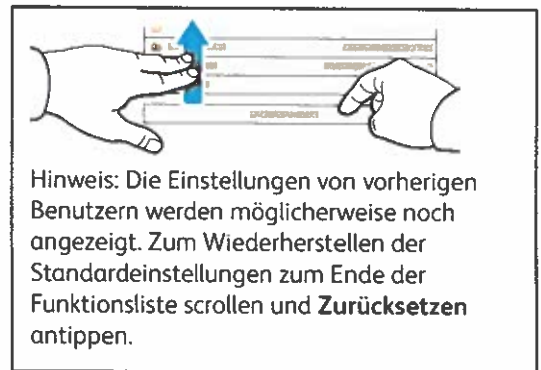 Hinweis: Die Einstellungen von vorherigen
Benutzern werden möglicherweise noch
angezeigt. Zum Wiederherstellen der
Standardeinstellungen zum Ende der
Funktionsliste scrollen und Zurücksetzen
antippen.